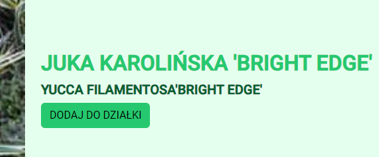 JUKA KAROLIŃSKA 'BRIGHT EDGE'
YUCCA FILAMENTOSA'BRIGHT EDGE'
DODAJ DO DZIAŁKI